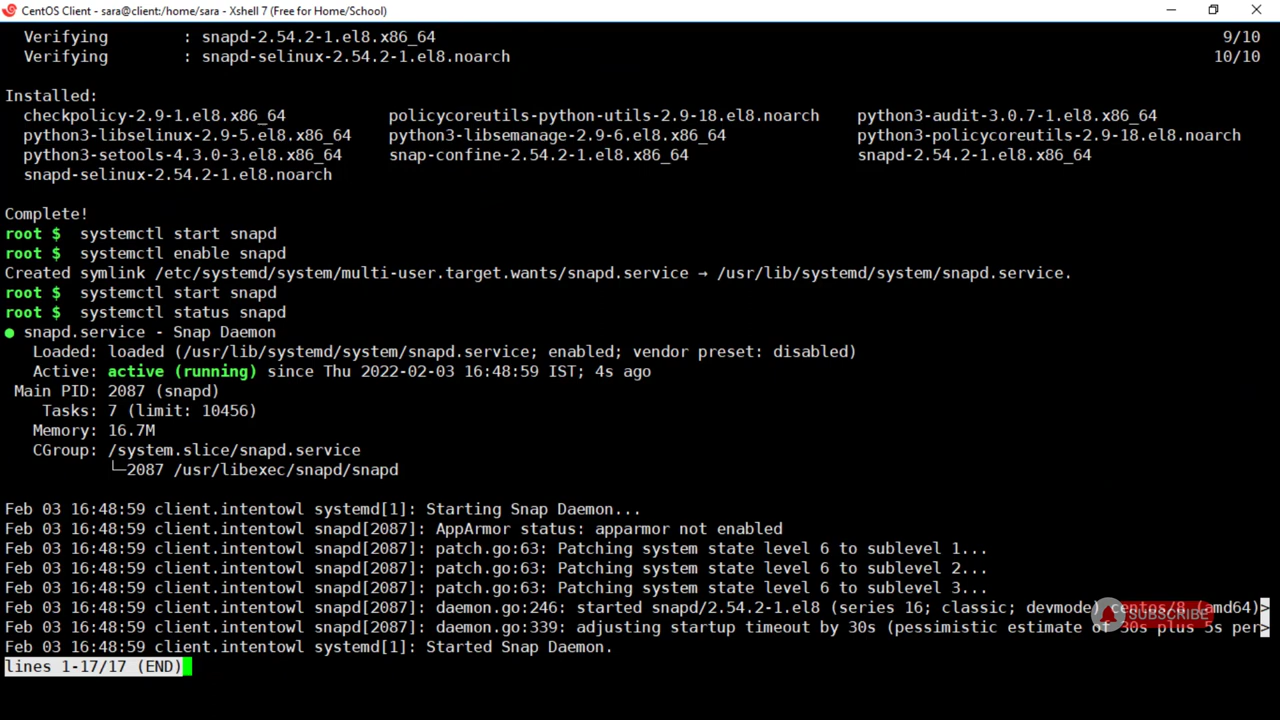 CentOS Client - sara@client:/home/sara - Xshell 7 (Free for Home/School)
Verifying : snapd-2.54.2-1.el8.x86_64 9/10
Verifying : snapd-selinux-2.54.2-1.el8.noarch 10/10
Installed:
checkpolicy-2.9-1.el8.x86_64 policycoreutils-python-utils-2.9-18.el8.noarch python3-audit-3.0.7-1.el8.x86_64
python3-libselinux-2.9-5.el8.x86_64 python3-libsemanage-2.9-6.el8.x86_64 python3-policycoreutils-2.9-18.el8.noarch
python3-setools-4.3.0-3.el8.x86_64 snap-confine-2.54.2-1.el8.x86_64 snapd-2.54.2-1.el8.x86_64
snapd-selinux-2.54.2-1.el8.noarch
Complete!
root $ systemctl start snapd
root $ systemctl enable snapd
Created symlink /etc/systemd/system/multi-user.target.wants/snapd.service → /usr/lib/systemd/system/snapd.service.
root $ systemctl start snapd
root $ systemctl status snapd
● snapd.service - Snap Daemon
Loaded: loaded (/usr/lib/systemd/system/snapd.service; enabled; vendor preset: disabled)
Active: active (running) since Thu 2022-02-03 16:48:59 IST; 4s ago
Main PID: 2087 (snapd)
Tasks: 7 (limit: 10456)
Memory: 16.7M
CGroup: /system.slice/snapd.service
└─2087 /usr/libexec/snapd/snapd
Feb 03 16:48:59 client.intentowl systemd[1]: Starting Snap Daemon...
Feb 03 16:48:59 client.intentowl snapd[2087]: AppArmor status: apparmor not enabled
Feb 03 16:48:59 client.intentowl snapd[2087]: patch.go:63: Patching system state level 6 to sublevel 1...
Feb 03 16:48:59 client.intentowl snapd[2087]: patch.go:63: Patching system state level 6 to sublevel 2...
Feb 03 16:48:59 client.intentowl snapd[2087]: patch.go:63: Patching system state level 6 to sublevel 3...
Feb 03 16:48:59 client.intentowl snapd[2087]: daemon.go:246: started snapd/2.54.2-1.el8 (series 16; classic; devmode) centos/8 (amd64)>
Feb 03 16:48:59 client.intentowl snapd[2087]: daemon.go:339: adjusting startup timeout by 30s (pessimistic estimate of 30s plus 5s per>
SUBSCRIBE
Feb 03 16:48:59 client.intentowl systemd[1]: Started Snap Daemon.
lines 1-17/17 (END)